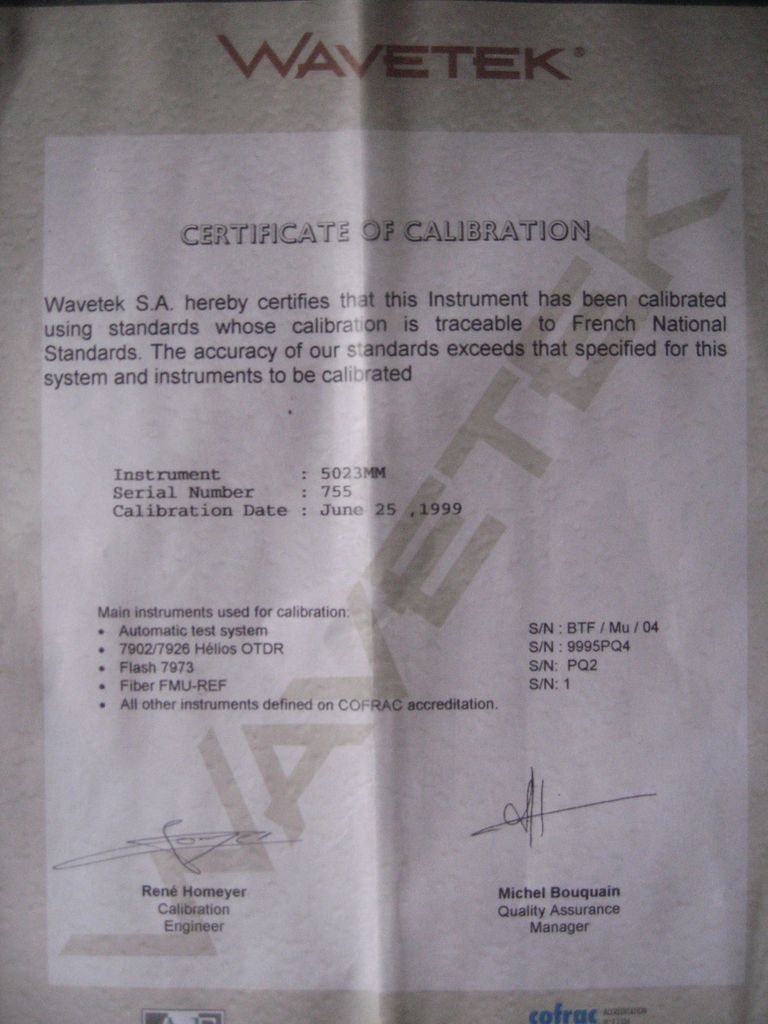 WAVETEK®
CERTIFICATE OF CALIBRATION
Wavetek S.A. hereby certifies that this Instrument has been calibrated
using standards whose calibration is traceable to French National
Standards. The accuracy of our standards exceeds that specified for this
system and instruments to be calibrated
Instrument : 5023MM
Serial Number : 755
Calibration Date : June 25 ,1999
Main instruments used for calibration:
• Automatic test system S/N : BTF / Mu / 04
• 7902/7926 Hélios OTDR S/N : 9995PQ4
• Flash 7973 S/N: PQ2
• Fiber FMU-REF S/N: 1
• All other instruments defined on COFRAC accreditation.
WAVETEK
René Homeyer
Calibration
Engineer
Michel Bouquain
Quality Assurance
Manager
cofrac ACCREDITATION